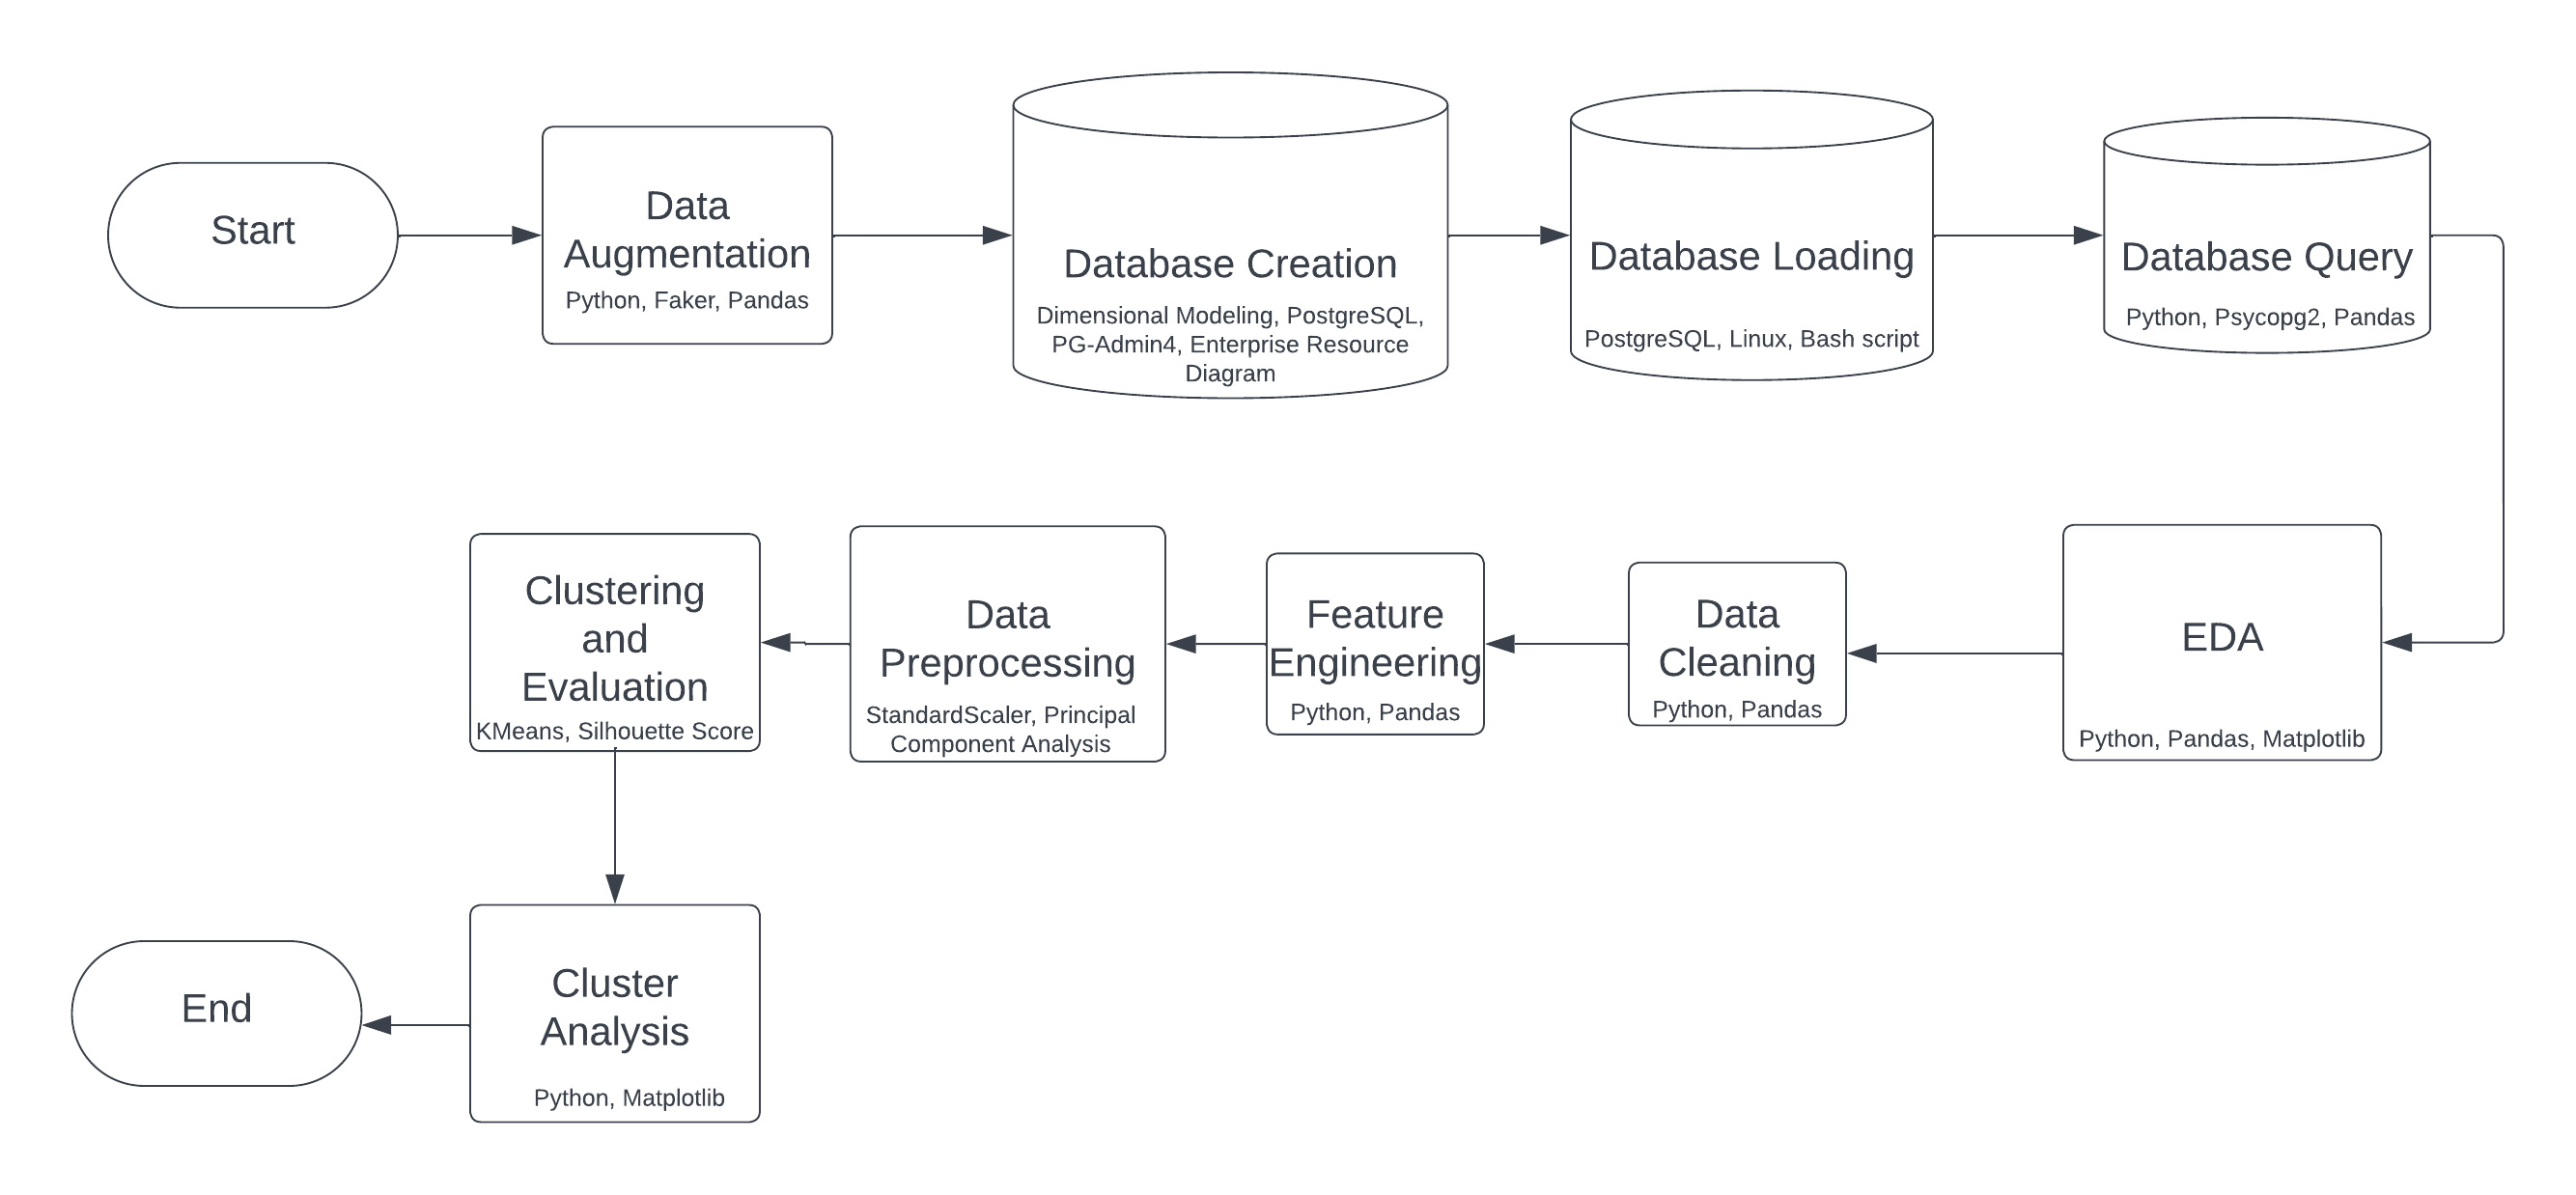 Start
Data
Augmentation
Python, Faker, Pandas
Database Creation
Dimensional Modeling, PostgreSQL,
PG-Admin4, Enterprise Resource
Diagram
Database Loading
PostgreSQL, Linux, Bash script
Database Query
Python, Psycopg2, Pandas
EDA
Python, Pandas, Matplotlib
Data
Cleaning
Python, Pandas
Feature
Engineering
Python, Pandas
Data
Preprocessing
StandardScaler, Principal
Component Analysis
Clustering
and
Evaluation
KMeans, Silhouette Score
Cluster
Analysis
Python, Matplotlib
End